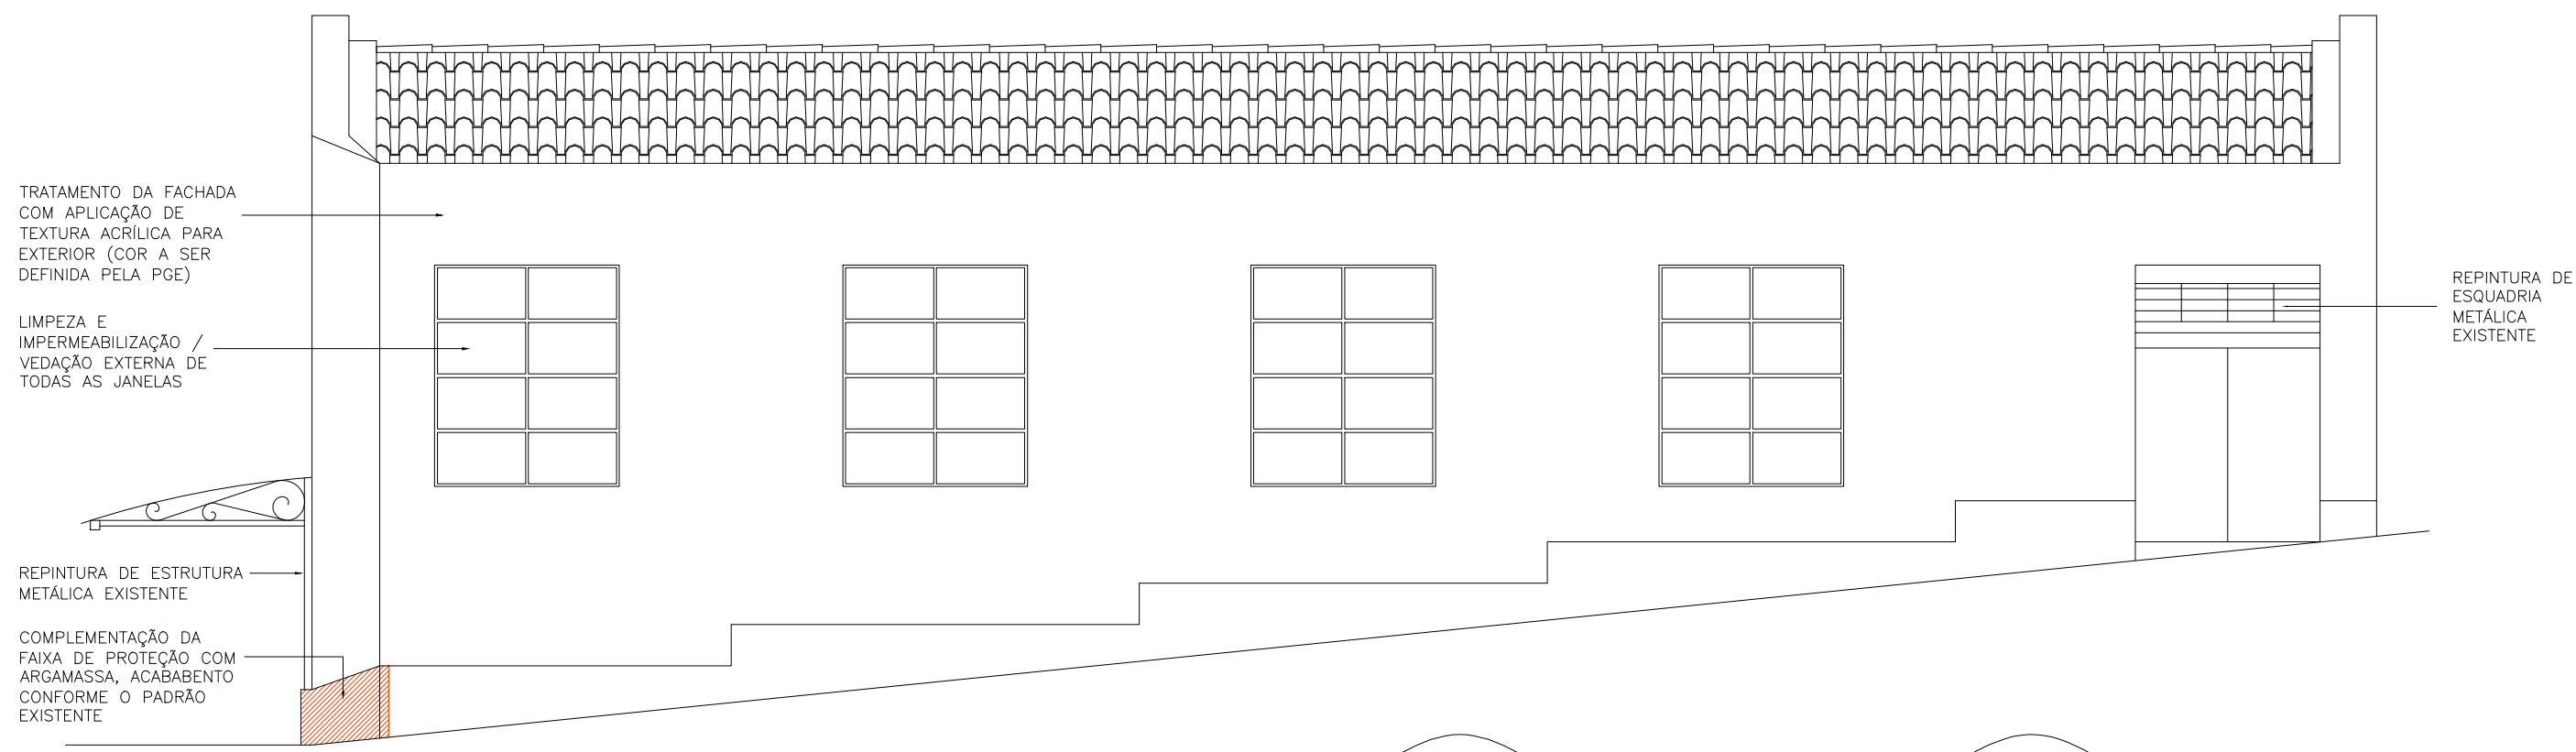 TRATAMENTO DA FACHADA
COM APLICAÇÃO DE
TEXTURA ACRÍLICA PARA
EXTERIOR (COR A SER
DEFINIDA PELA PGE)
LIMPEZA E
IMPERMEABILIZAÇÃO /
VEDAÇÃO EXTERNA DE
TODAS AS JANELAS
REPINTURA DE ESTRUTURA
METÁLICA EXISTENTE
COMPLEMENTAÇÃO DA
FAIXA DE PROTEÇÃO COM
ARGAMASSA, ACABABENTO
CONFORME O PADRÃO
EXISTENTE
REPINTURA DE
ESQUADRIA
METÁLICA
EXISTENTE